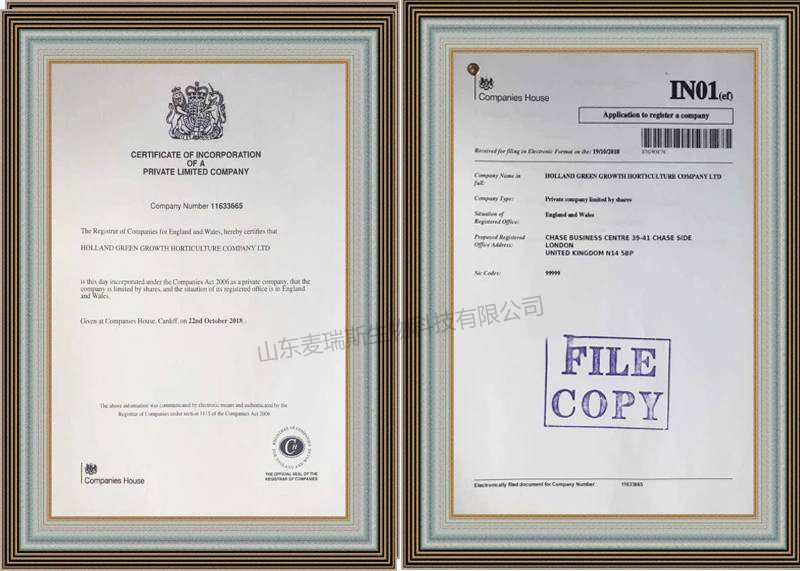 CERTIFICATE OF INCORPORATION
OF A
PRIVATE LIMITED COMPANY
Company Number 11633665
The Registrar of Companies for England and Wales, hereby certifies that
HOLLAND GREEN GROWTH HORTICULTURE COMPANY LTD
is this day incorporated under the Companies Act 2006 as a private company, that the
company is limited by shares, and the situation of its registered office is in England
and Wales.
Given at Companies House, Cardiff, on 22nd October 2018.
The above information was communicated by electronic means and authenticated by the
Registrar of Companies under section 1115 of the Companies Act 2006
Companies House
REGISTRAR OF COMPANIES
FOR ENGLAND AND WALES
CH
THE OFFICIAL SEAL OF THE
REGISTRAR OF COMPANIES
Companies House
IN01(ef)
Application to register a company
Received for filing in Electronic Format on the: 19/10/2018
Company Name in full: HOLLAND GREEN GROWTH HORTICULTURE COMPANY LTD
Company Type: Private company limited by shares
Situation of Registered Office: England and Wales
Proposed Registered Office Address: CHASE BUSINESS CENTRE 39-41 CHASE SIDE
LONDON
UNITED KINGDOM N14 5BP
Sic Codes: 99999
山东麦瑞斯生物科技有限公司
FILE
COPY
Electronically filed document for Company Number: 11633665